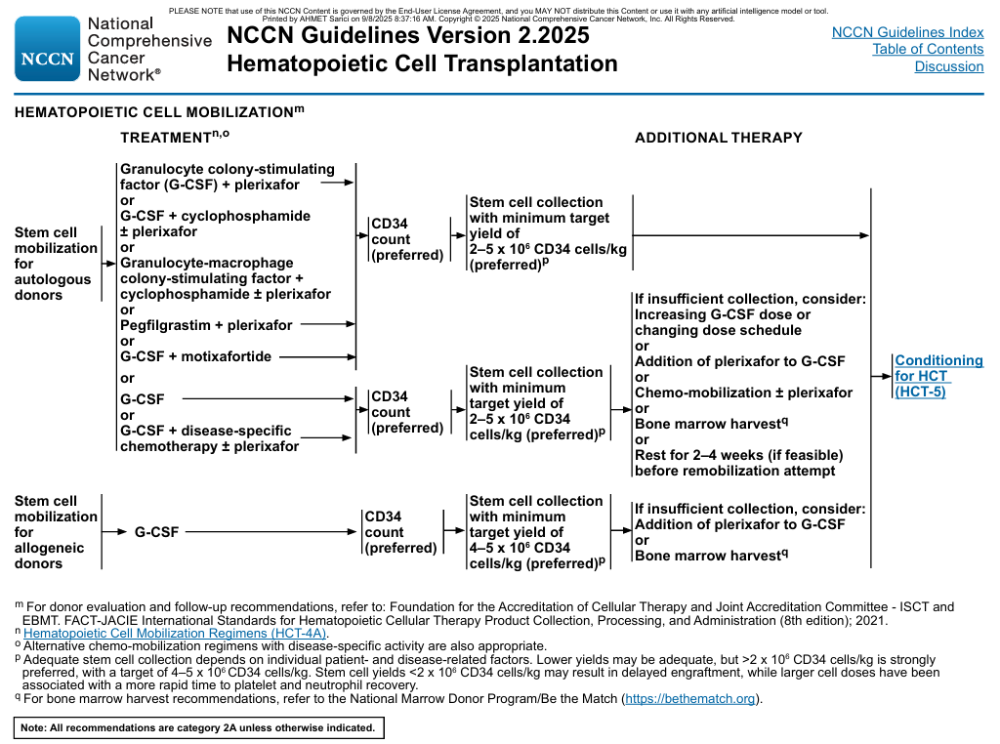 PLEASE NOTE that use of this NCCN Content is governed by the End-User License Agreement, and you MAY NOT distribute this Content or use it with any artificial intelligence model or tool.
Printed by AHMET Sarici on 9/8/2025 8:37:16 AM. Copyright © 2025 National Comprehensive Cancer Network, Inc. All Rights Reserved.
NCCN
National
Comprehensive
Cancer
Network®
NCCN Guidelines Version 2.2025
Hematopoietic Cell Transplantation
NCCN Guidelines Index
Table of Contents
Discussion
HEMATOPOIETIC CELL MOBILIZATIONᵐ
TREATMENTⁿ,ᵒ
ADDITIONAL THERAPY
Stem cell
mobilization
for
autologous
donors
Granulocyte colony-stimulating
factor (G-CSF) + plerixafor
or
G-CSF + cyclophosphamide
± plerixafor
or
Granulocyte-macrophage
colony-stimulating factor +
cyclophosphamide ± plerixafor
or
Pegfilgrastim + plerixafor
or
G-CSF + motixafortide
or
G-CSF
or
G-CSF + disease-specific
chemotherapy ± plerixafor
CD34
count
(preferred)
Stem cell collection
with minimum target
yield of
2–5 x 10⁶ CD34 cells/kg
(preferred)ᵖ
CD34
count
(preferred)
Stem cell collection
with minimum
target yield of
2–5 x 10⁶ CD34
cells/kg (preferred)ᵖ
If insufficient collection, consider:
Increasing G-CSF dose or
changing dose schedule
or
Addition of plerixafor to G-CSF
or
Chemo-mobilization ± plerixafor
or
Bone marrow harvest^q
or
Rest for 2–4 weeks (if feasible)
before remobilization attempt
Conditioning
for HCT
(HCT-5)
Stem cell
mobilization
for
allogeneic
donors
G-CSF
CD34
count
(preferred)
Stem cell collection
with minimum
target yield of
4–5 x 10⁶ CD34
cells/kg (preferred)ᵖ
If insufficient collection, consider:
Addition of plerixafor to G-CSF
or
Bone marrow harvest^q
ᵐ For donor evaluation and follow-up recommendations, refer to: Foundation for the Accreditation of Cellular Therapy and Joint Accreditation Committee - ISCT and
EBMT. FACT-JACIE International Standards for Hematopoietic Cellular Therapy Product Collection, Processing, and Administration (8th edition); 2021.
ⁿ Hematopoietic Cell Mobilization Regimens (HCT-4A).
ᵒ Alternative chemo-mobilization regimens with disease-specific activity are also appropriate.
ᵖ Adequate stem cell collection depends on individual patient- and disease-related factors. Lower yields may be adequate, but >2 x 10⁶ CD34 cells/kg is strongly
preferred, with a target of 4–5 x 10⁶ CD34 cells/kg. Stem cell yields <2 x 10⁶ CD34 cells/kg may result in delayed engraftment, while larger cell doses have been
associated with a more rapid time to platelet and neutrophil recovery.
^q For bone marrow harvest recommendations, refer to the National Marrow Donor Program/Be the Match (https://bethematch.org).
Note: All recommendations are category 2A unless otherwise indicated.